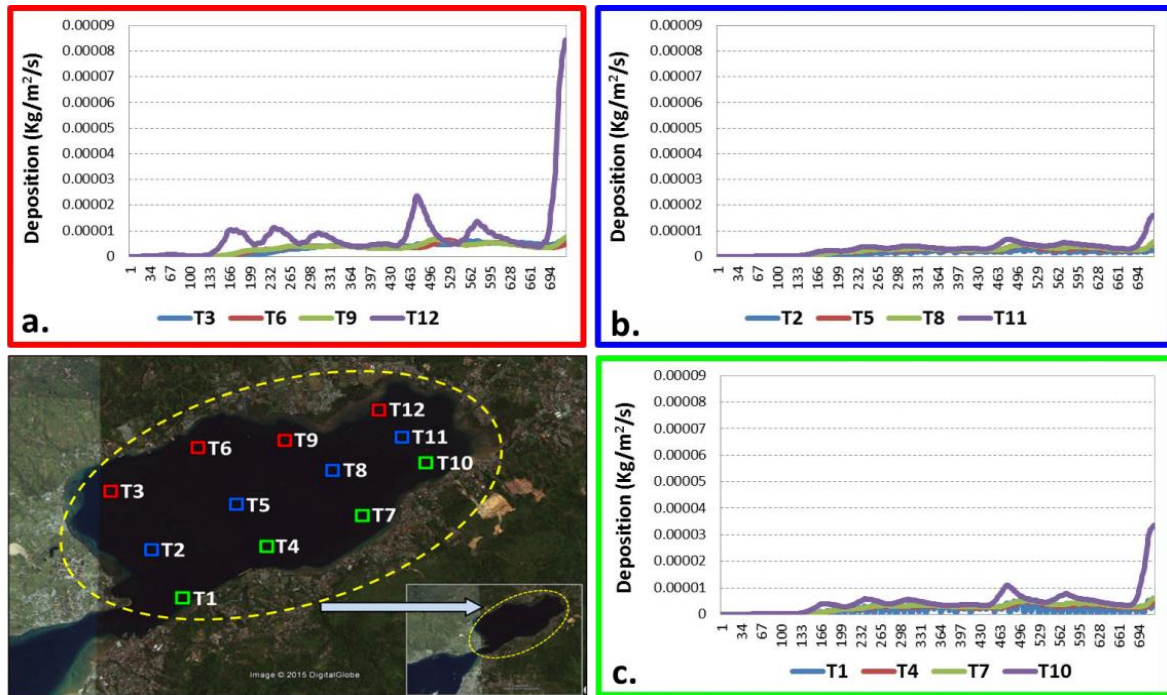 0.00009
0.00008
0.00007
0.00006
0.00005
0.00004
0.00003
0.00002
0.00001
0
Deposition (Kg/m²/s)
1 34 67 100 133 166 199 232 265 298 331 364 397 430 463 496 529 562 595 628 661 694
T3 T6 T9 T12
a.
0.00009
0.00008
0.00007
0.00006
0.00005
0.00004
0.00003
0.00002
0.00001
0
Deposition (Kg/m²/s)
1 34 67 100 133 166 199 232 265 298 331 364 397 430 463 496 529 562 595 628 661 694
T2 T5 T8 T11
b.
T12
T11
T9
T6
T10
T8
T3
T5
T7
T4
T2
T1
Image © 2015 DigitalGlobe
0.00009
0.00008
0.00007
0.00006
0.00005
0.00004
0.00003
0.00002
0.00001
0
Deposition (Kg/m²/s)
1 34 67 100 133 166 199 232 265 298 331 364 397 430 463 496 529 562 595 628 661 694
T1 T4 T7 T10
c.